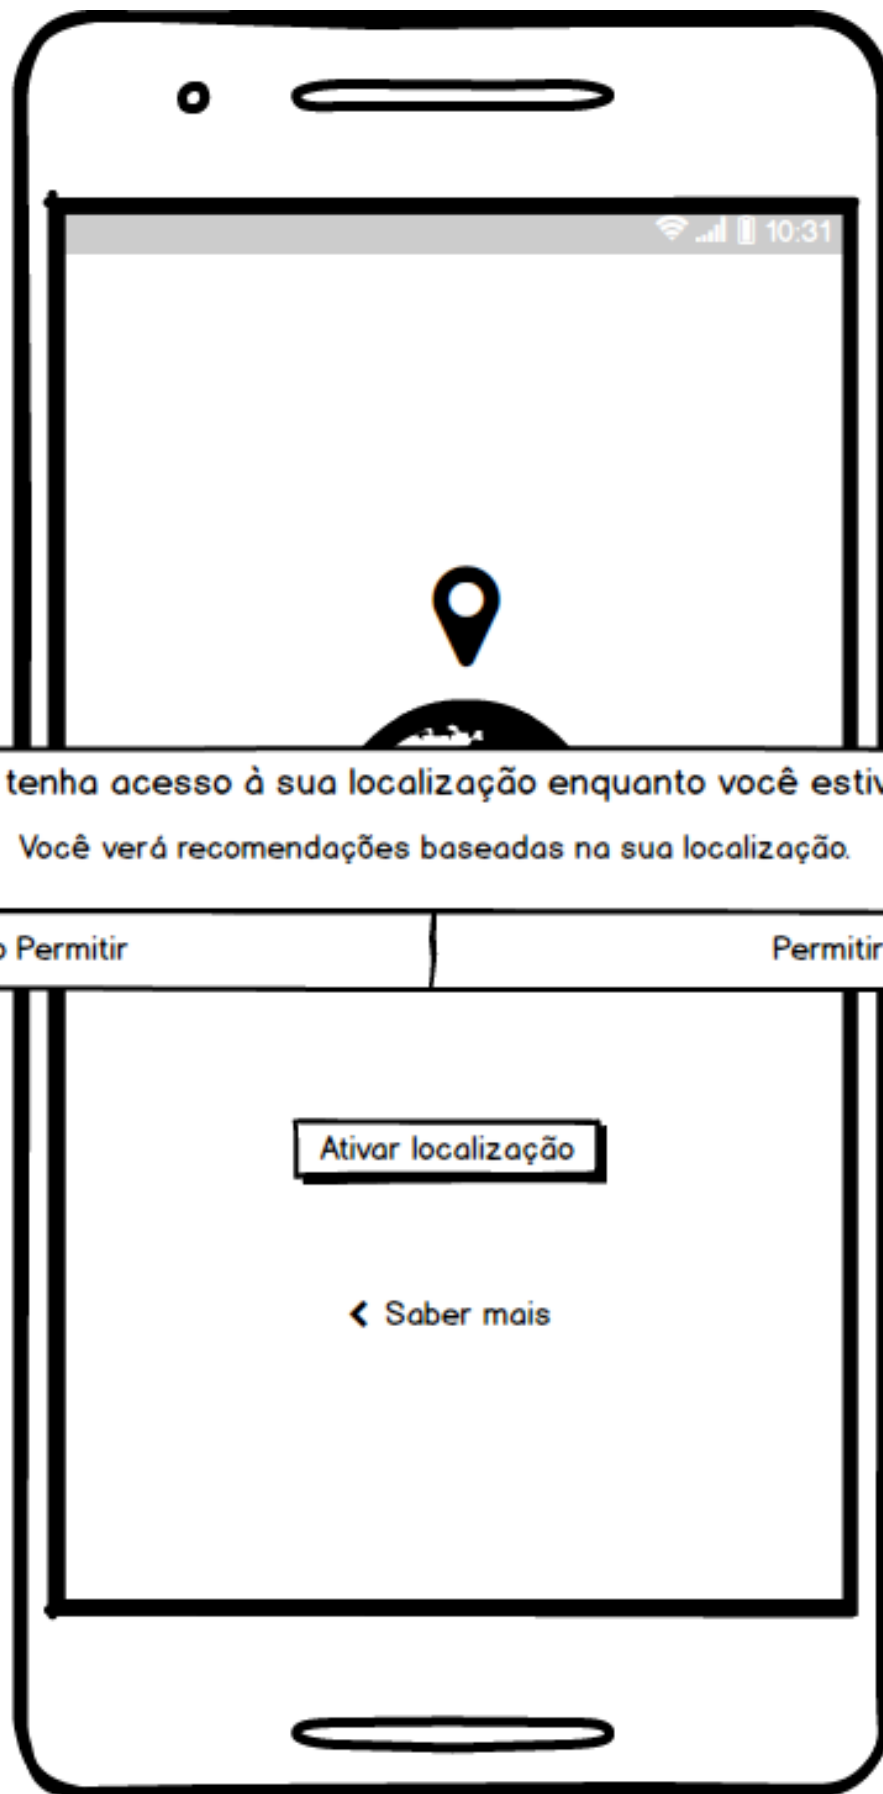 10:31
tenha acesso à sua localização enquanto você
Você verá recomendações baseadas na sua localização.
Permitir
Permitir
Ativar localização
Saber mais